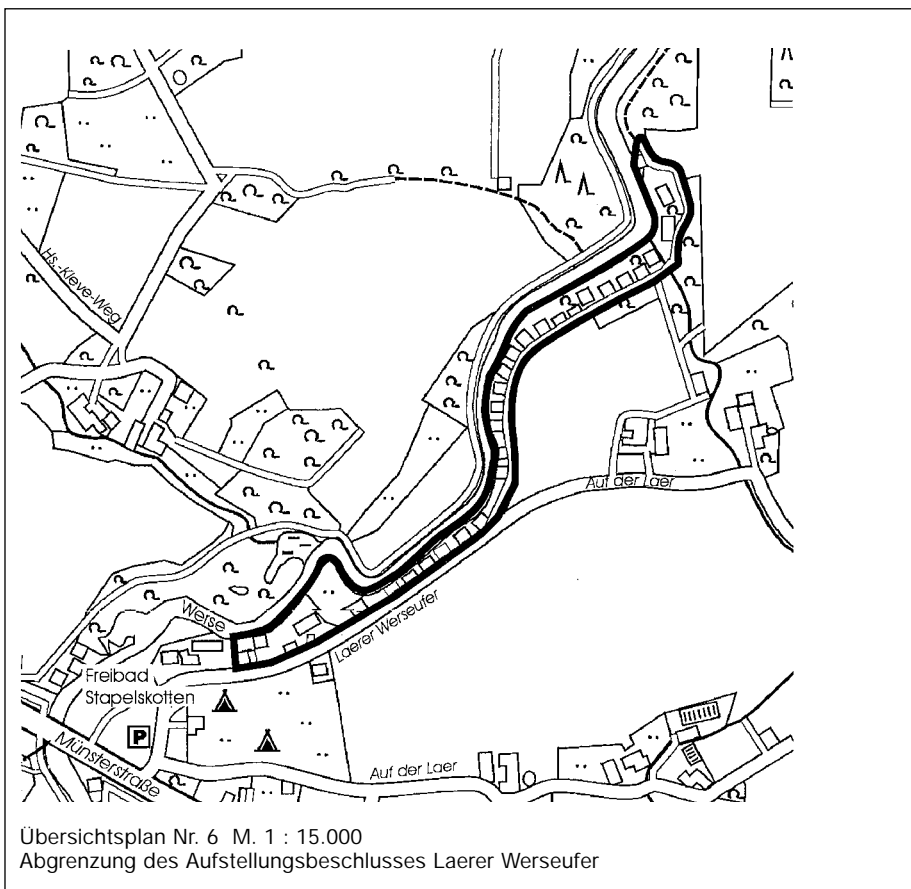 Hs.-Kleve-Weg
Auf der Laer
Werse
Laerer Werseufer
Freibad
Stapelskotten
P
Münsterstraße
Auf der Laer
Übersichtsplan Nr. 6 M. 1 : 15.000
Abgrenzung des Aufstellungsbeschlusses Laerer Werseufer